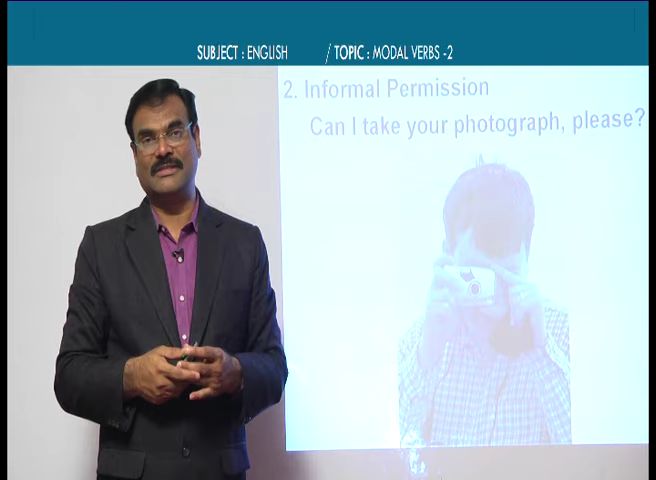 SUBJECT : ENGLISH / TOPIC : MODAL VERBS -2
2. Informal Permission
Can I take your photograph, please?